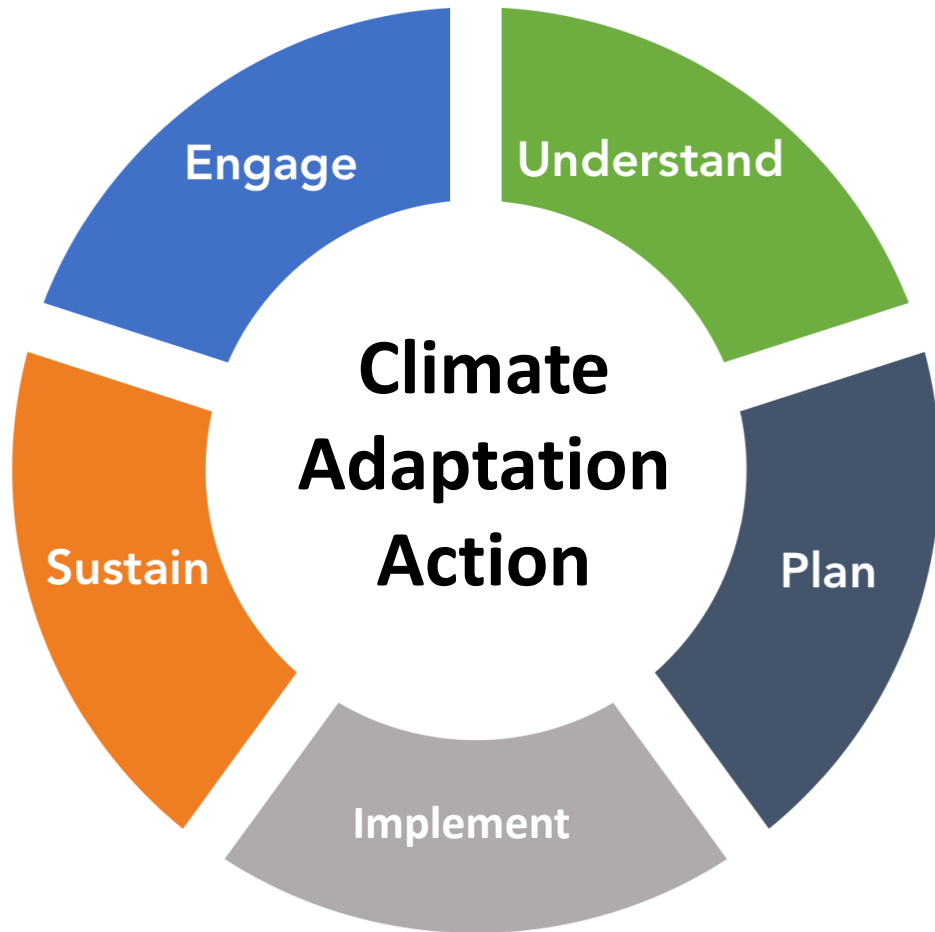 Engage
Understand
Climate
Adaptation
Action
Sustain
Plan
Implement